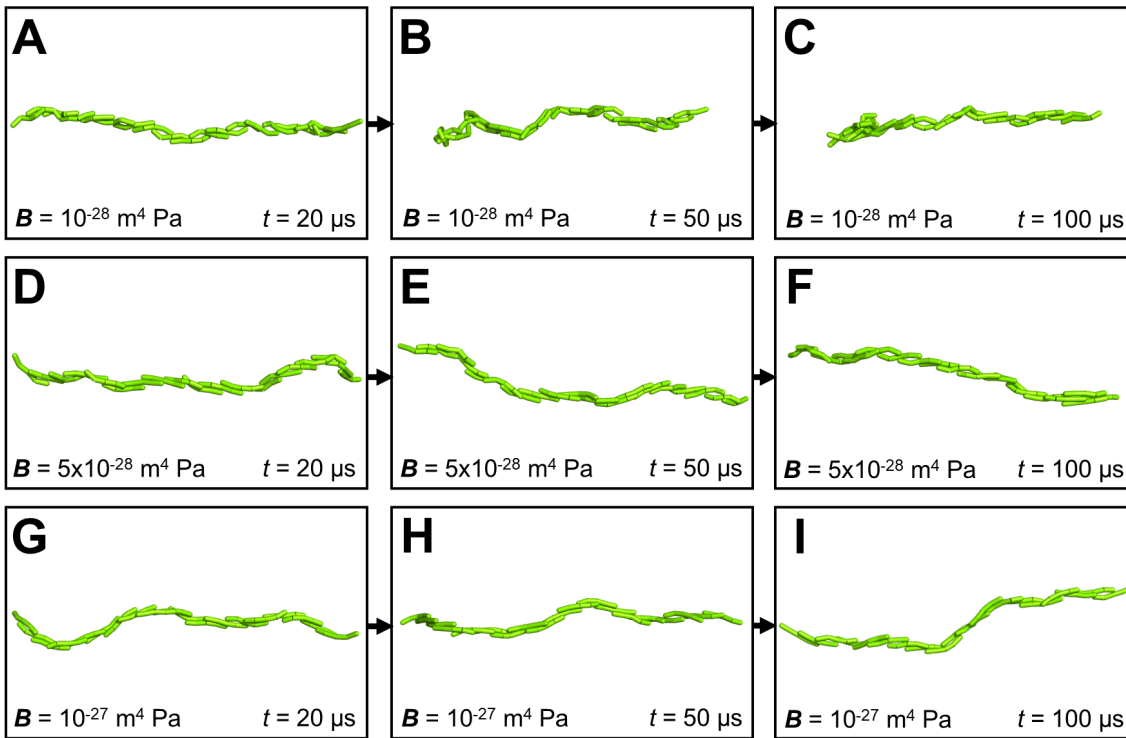 A
B = 10⁻²⁸ m⁴ Pa t = 20 µs
B
B = 10⁻²⁸ m⁴ Pa t = 50 µs
C
B = 10⁻²⁸ m⁴ Pa t = 100 µs
D
B = 5x10⁻²⁸ m⁴ Pa t = 20 µs
E
B = 5x10⁻²⁸ m⁴ Pa t = 50 µs
F
B = 5x10⁻²⁸ m⁴ Pa t = 100 µs
G
B = 10⁻²⁷ m⁴ Pa t = 20 µs
H
B = 10⁻²⁷ m⁴ Pa t = 50 µs
I
B = 10⁻²⁷ m⁴ Pa t = 100 µs